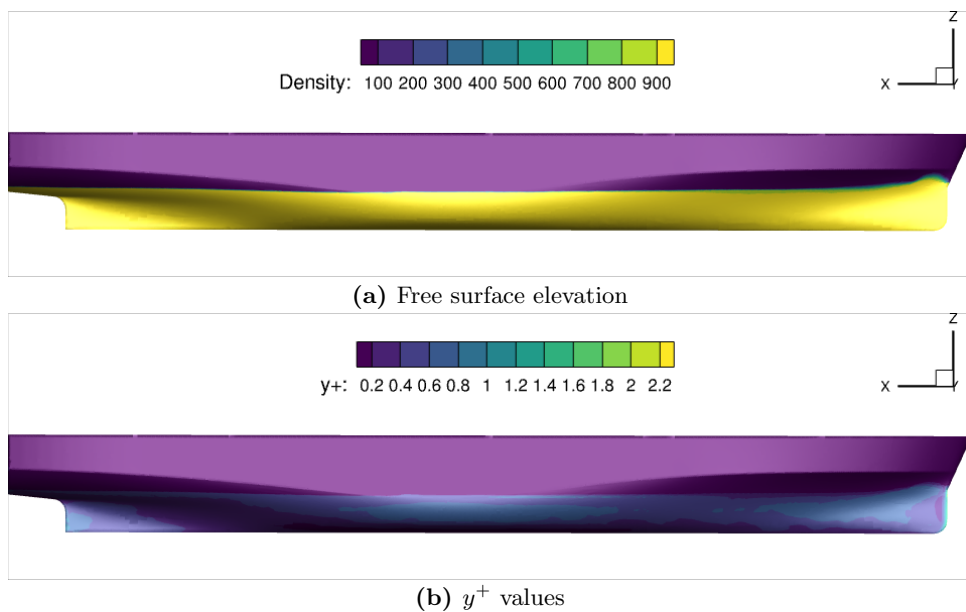 Z
Density: 100 200 300 400 500 600 700 800 900
X
(a) Free surface elevation
Z
y+: 0.2 0.4 0.6 0.8 1 1.2 1.4 1.6 1.8 2 2.2
X
(b) y⁺ values